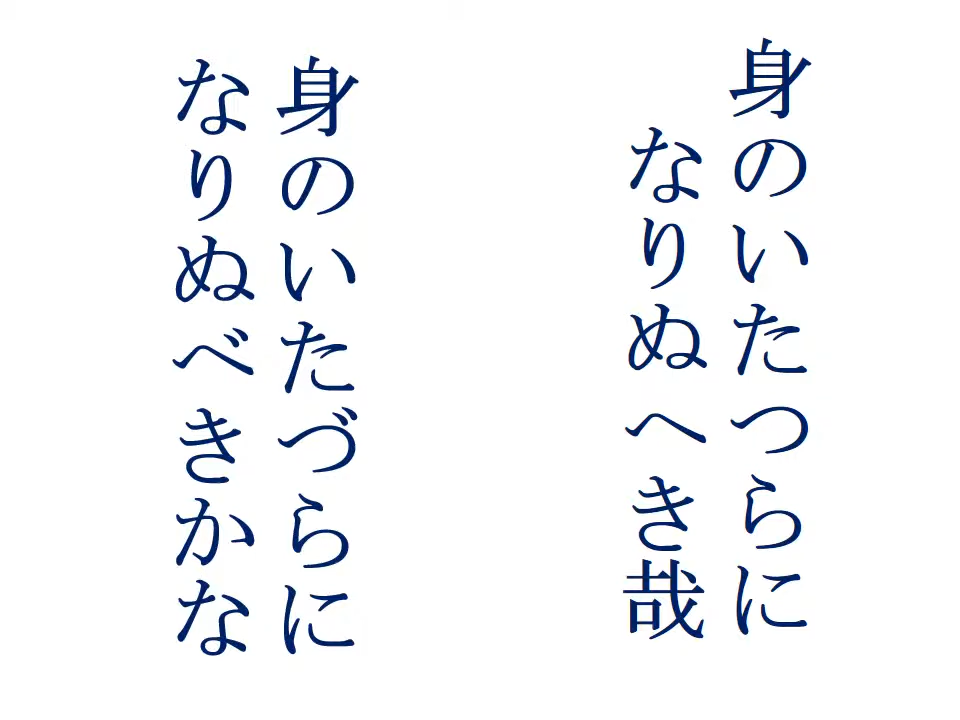 身のいたつらに
なりぬへき哉
身のいたづらに
なりぬべきかな